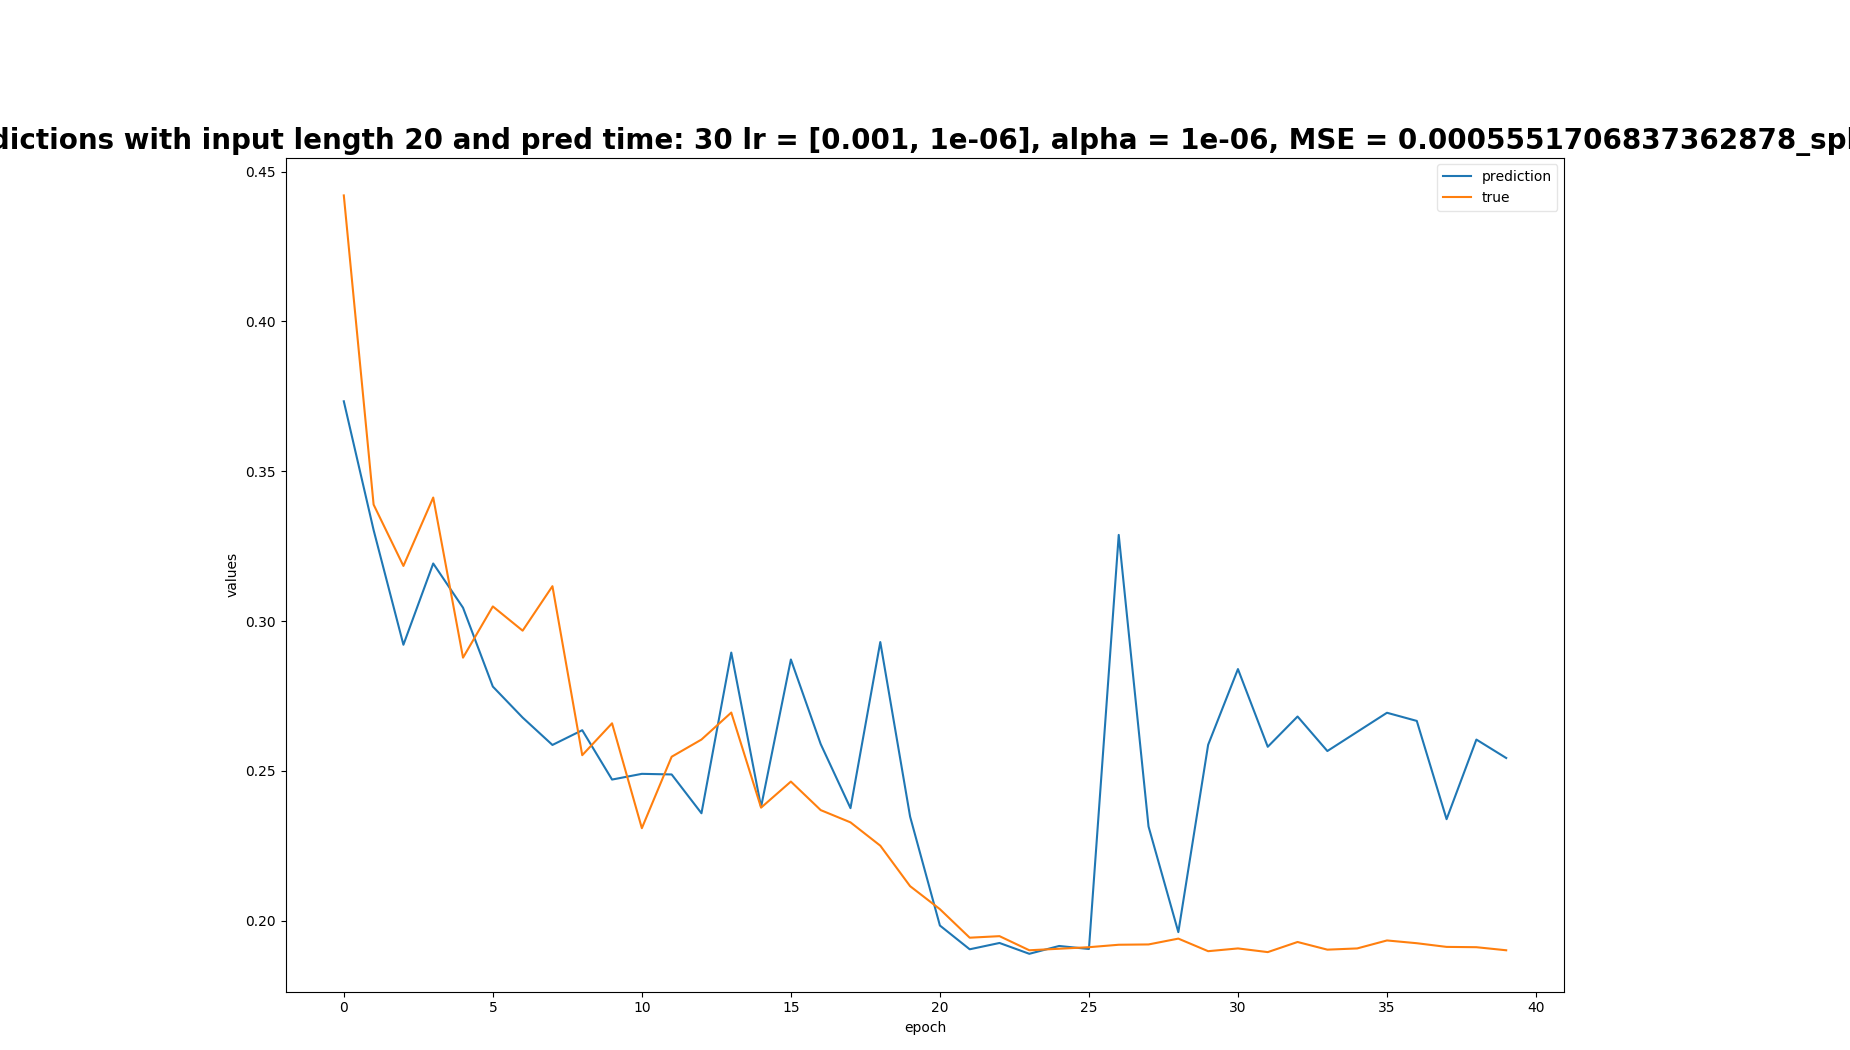 dictions with input length 20 and pred time: 30 lr = [0.001, 1e-06], alpha = 1e-06, MSE = 0.0005551706837362878_spl
prediction
true
0.45
0.40
0.35
0.30
0.25
0.20
values
0 5 10 15 20 25 30 35 40
epoch